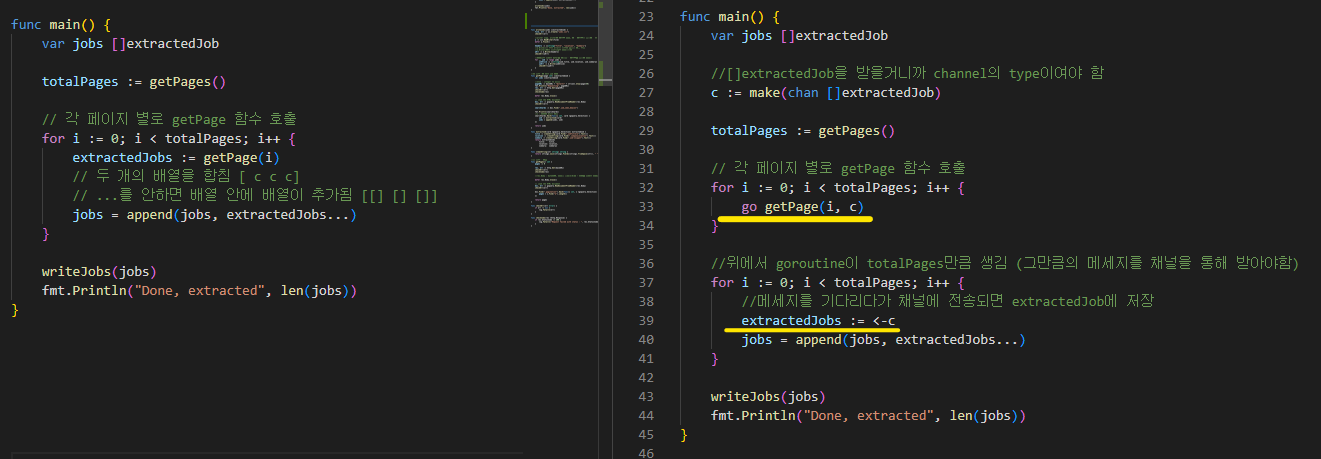 func main() {
var jobs []extractedJob
totalPages := getPages()
// 각 페이지 별로 getPage 함수 호출
for i := 0; i < totalPages; i++ {
extractedJobs := getPage(i)
// 두 개의 배열을 합침 [ c c c]
// ...를 안하면 배열 안에 배열이 추가됨 [[] [] []]
jobs = append(jobs, extractedJobs...)
}
writeJobs(jobs)
fmt.Println("Done, extracted", len(jobs))
}
22
23 func main() {
24 var jobs []extractedJob
25
26 //[]extractedJob을 받을거니까 channel의 type이여야 함
27 c := make(chan []extractedJob)
28
29 totalPages := getPages()
30
31 // 각 페이지 별로 getPage 함수 호출
32 for i := 0; i < totalPages; i++ {
33 go getPage(i, c)
34 }
35
36 //위에서 goroutine이 totalPages만큼 생김 (그만큼의 메세지를 채널을 통해 받아야함)
37 for i := 0; i < totalPages; i++ {
38 //메세지를 기다리다가 채널에 전송되면 extractedJob에 저장
39 extractedJobs := <-c
40 jobs = append(jobs, extractedJobs...)
41 }
42
43 writeJobs(jobs)
44 fmt.Println("Done, extracted", len(jobs))
45 }
46